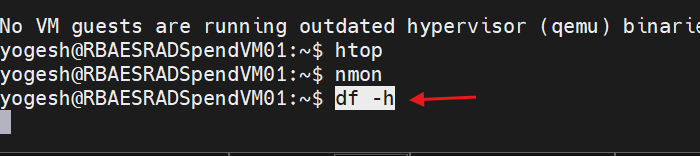 No VM guests are running outdated hypervisor (qemu) binarie
yogesh@RBAESRADSpendVM01:~$ htop
yogesh@RBAESRADSpendVM01:~$ nmon
yogesh@RBAESRADSpendVM01:~$ df -h